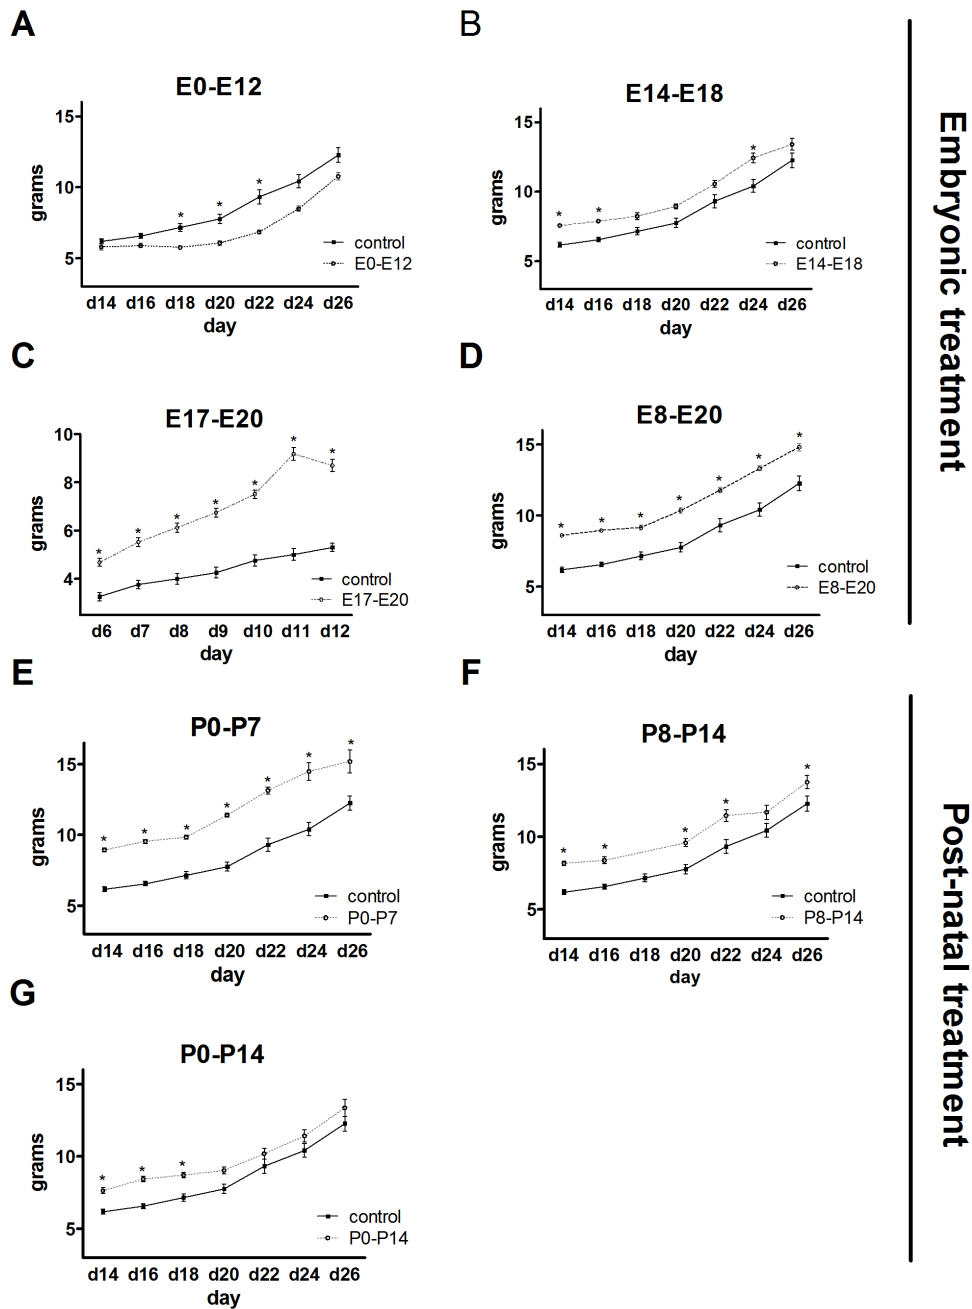 A
E0-E12
15
10
5
grams
* * *
control
E0-E12
d14 d16 d18 d20 d22 d24 d26
day
B
E14-E18
15
10
5
grams
* * *
control
E14-E18
d14 d16 d18 d20 d22 d24 d26
day
C
E17-E20
10
8
6
4
grams
* * * * * * *
control
E17-E20
d6 d7 d8 d9 d10 d11 d12
day
D
E8-E20
15
10
5
grams
* * * * * * *
control
E8-E20
d14 d16 d18 d20 d22 d24 d26
day
Embryonic treatment
E
P0-P7
15
10
5
grams
* * * * * * *
control
P0-P7
d14 d16 d18 d20 d22 d24 d26
day
F
P8-P14
15
10
5
grams
* * * * *
control
P8-P14
d14 d16 d18 d20 d22 d24 d26
day
G
P0-P14
15
10
5
grams
* * *
control
P0-P14
d14 d16 d18 d20 d22 d24 d26
day
Post-natal treatment